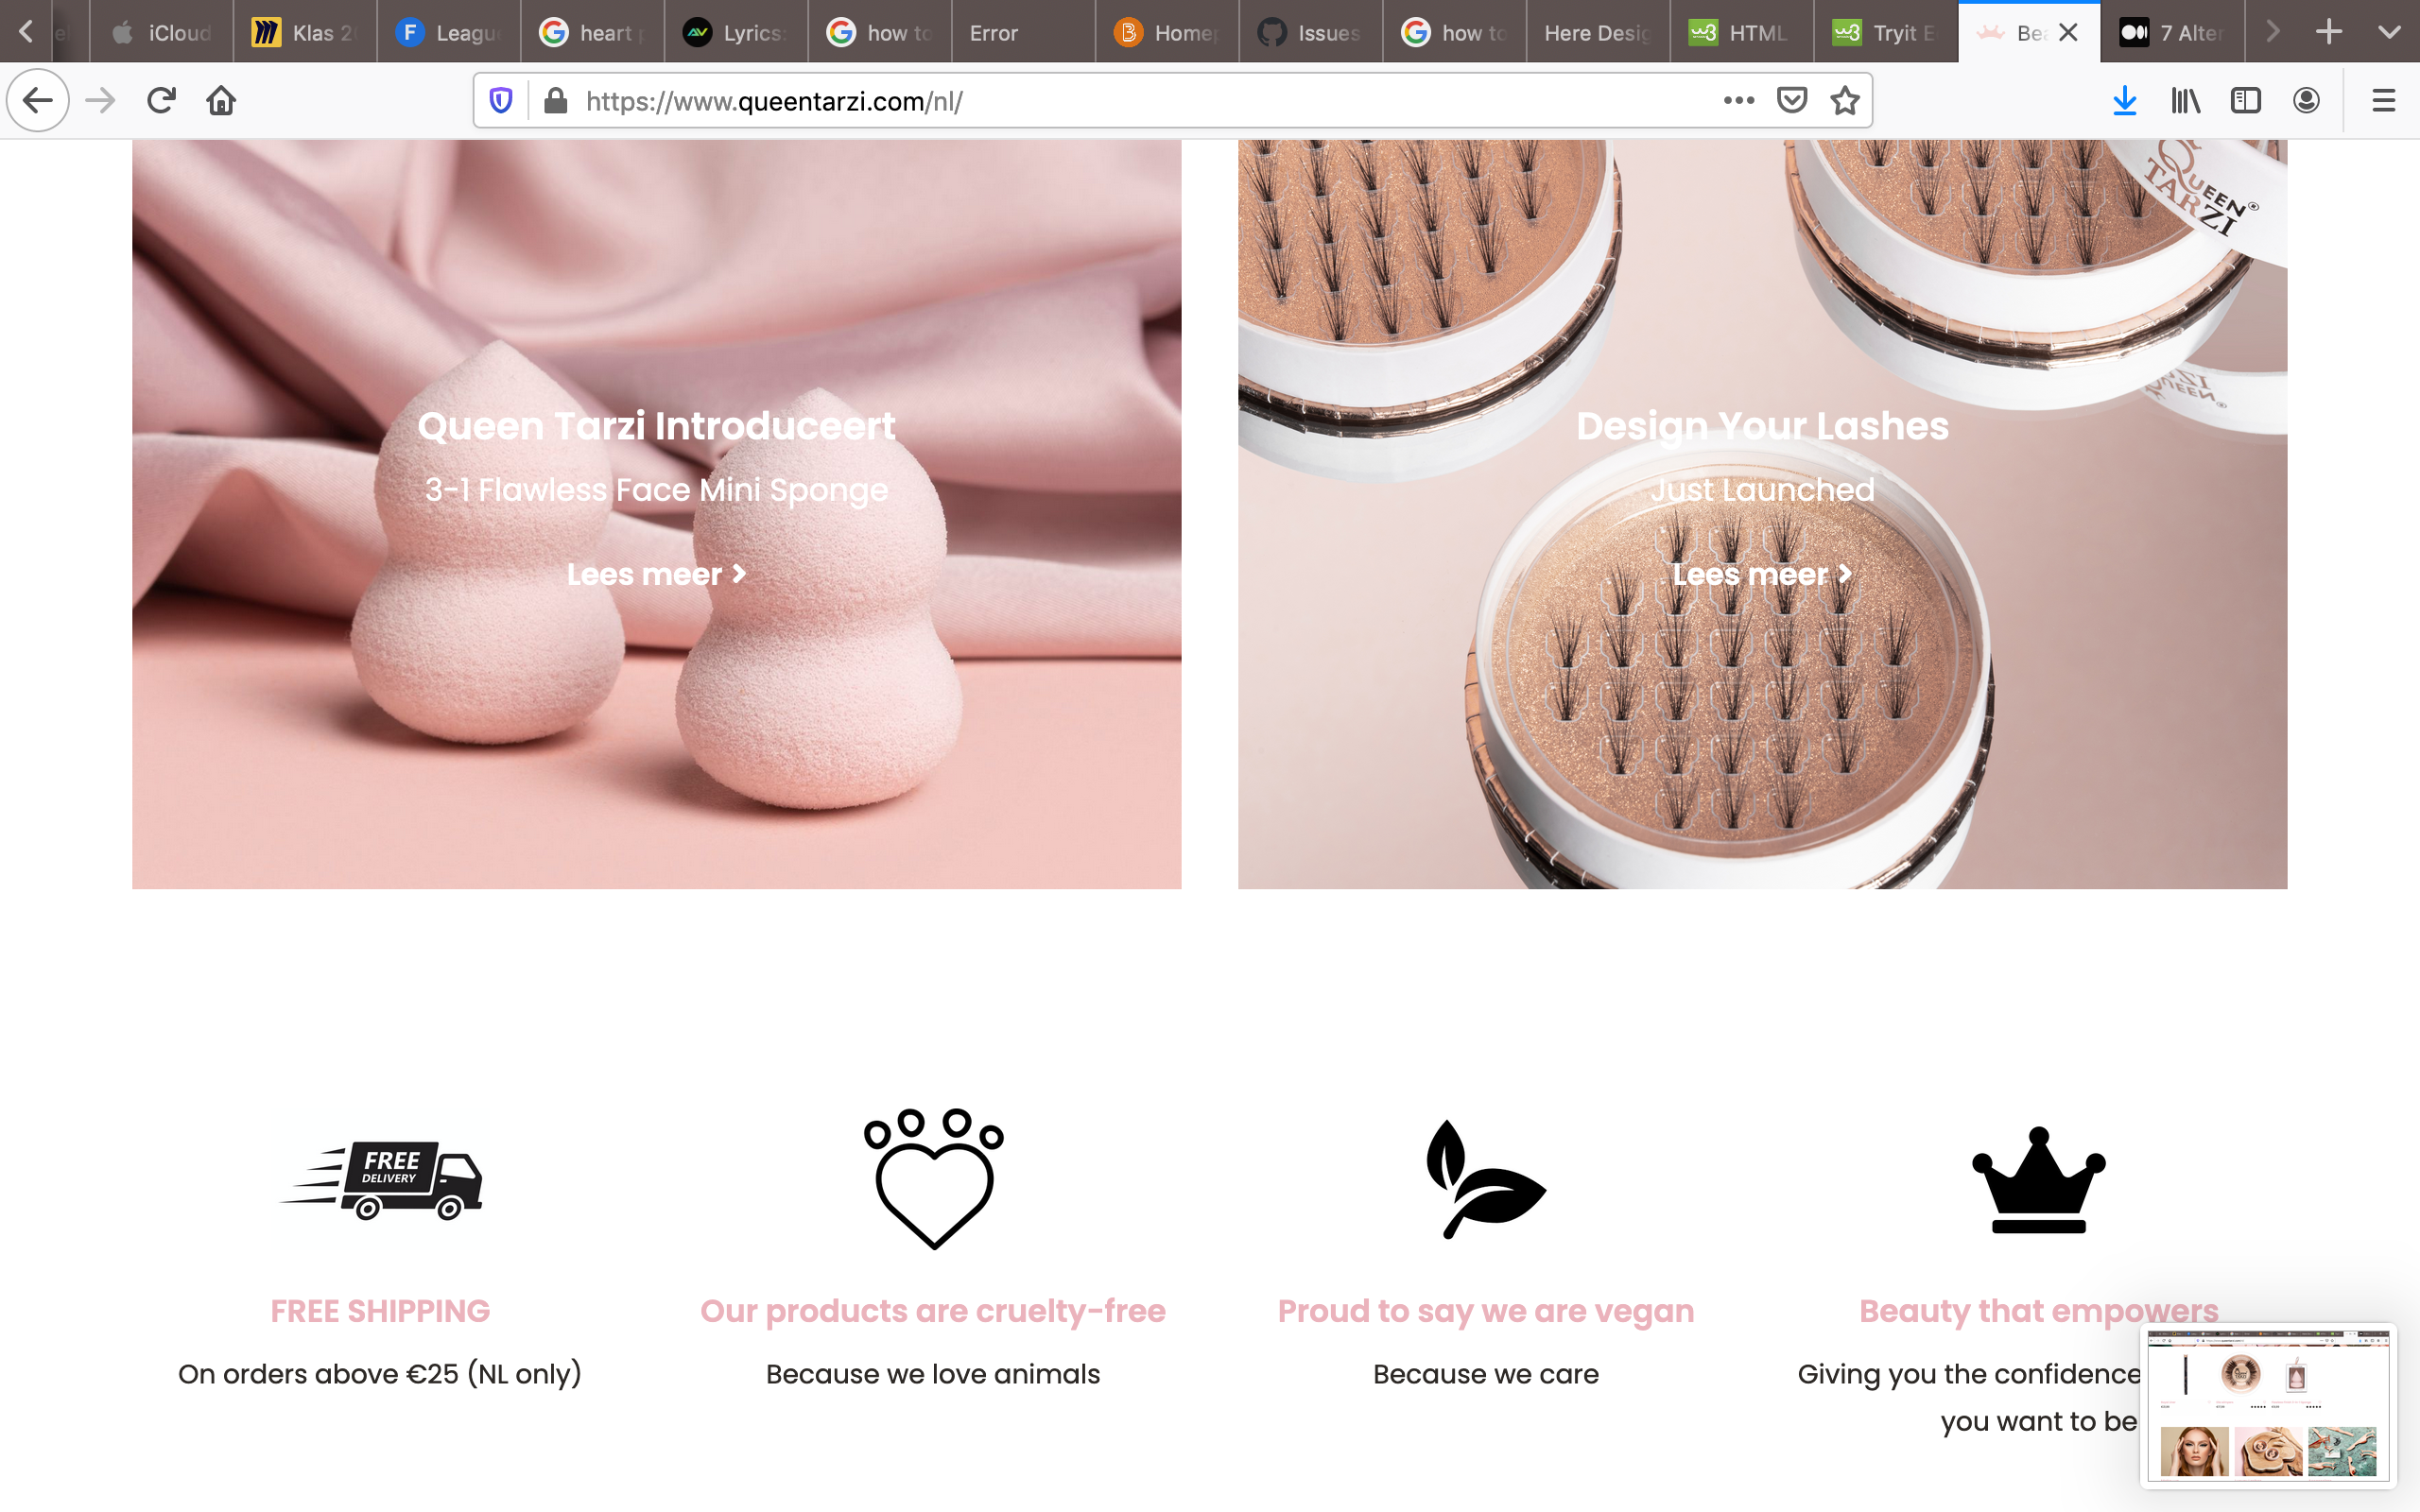 iCloud
Klas 2
League
heart p
Lyrics:
how to
Error
Homep
Issues
how to
Here Desig
HTML
Tryit E
Bea
7 Alter
https://www.queentarzi.com/nl/
QUEEN
TARZI
Queen Tarzi Introduceert
3-1 Flawless Face Mini Sponge
Lees meer
Design Your Lashes
Just Launched
Lees meer
FREE
DELIVERY
FREE SHIPPING
On orders above €25 (NL only)
Our products are cruelty-free
Because we love animals
Proud to say we are vegan
Because we care
Beauty that empowers
Giving you the confidence
you want to be